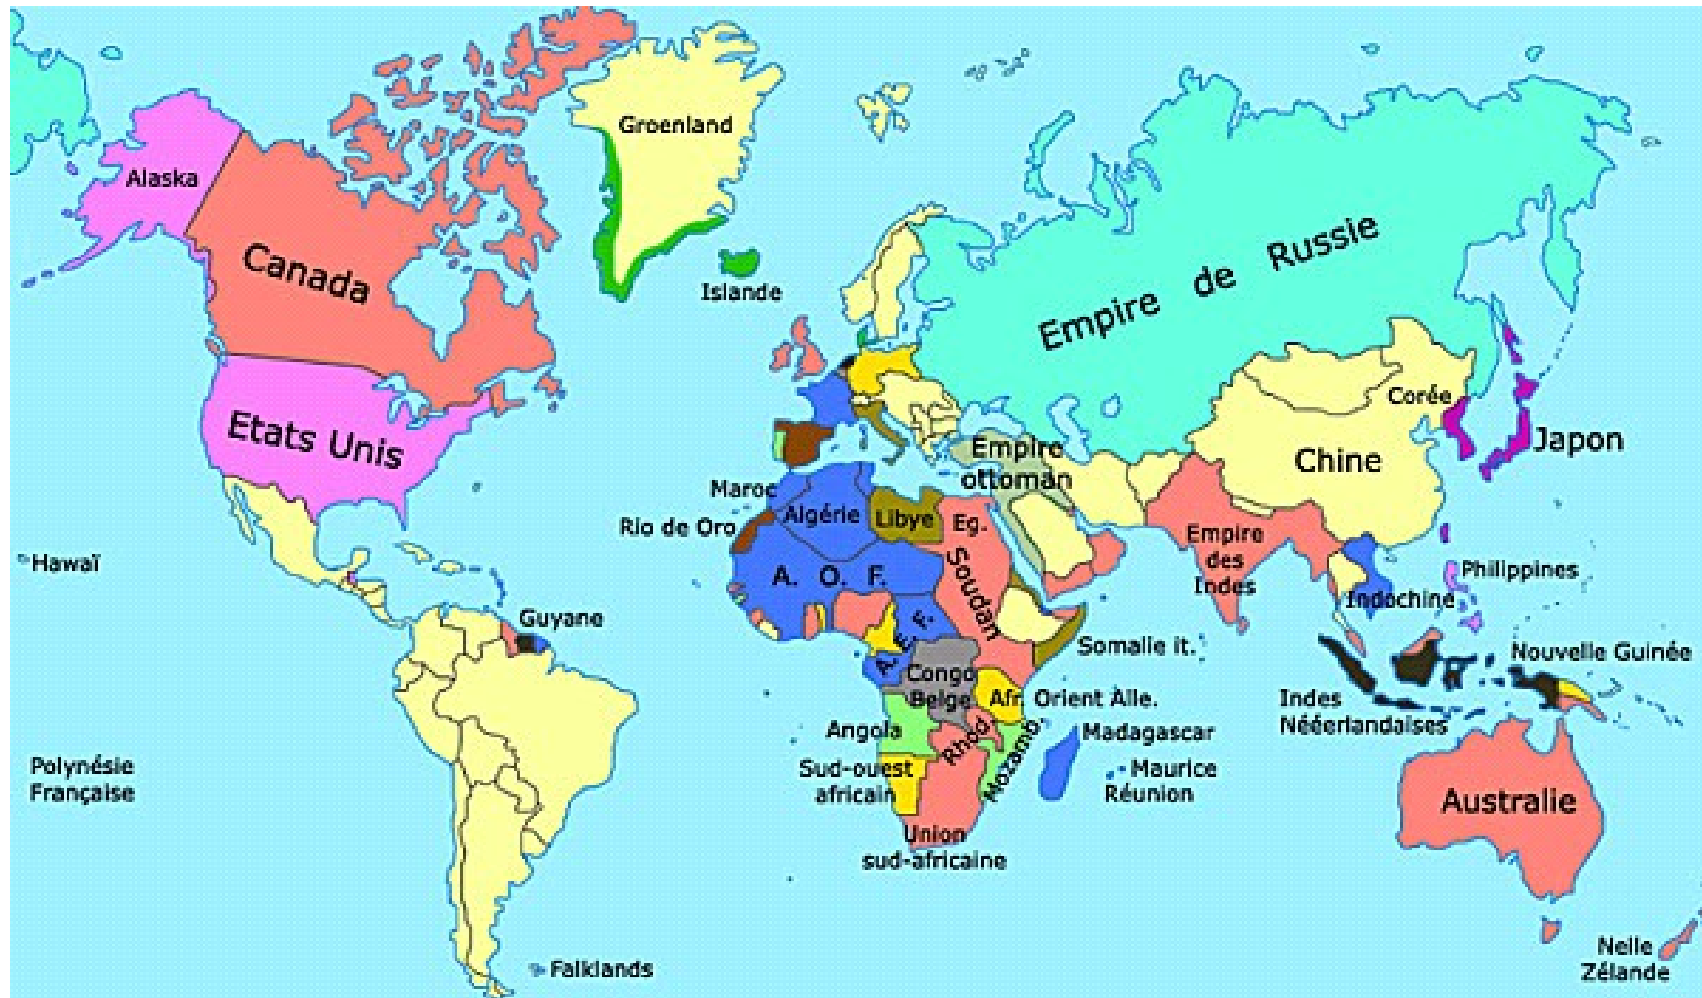 Groenland
Alaska
Canada
Islande
Empire de Russie
Etats Unis
Corée
Japon
Chine
Empire
ottoman
Maroc
Algérie
Libye
Eg.
Rio de Oro
Empire
des
Indes
Hawaï
A. O. F.
Soudan
Philippines
Indochine
Guyane
A. E. F.
Somalie it.
Nouvelle Guinée
Congo
Belge
Afr. Orient Alle.
Indes
Nééerlandaises
Angola
Rhod.
Mozamb.
Madagascar
Polynésie
Française
Sud-ouest
africain
Maurice
Réunion
Australie
Union
sud-africaine
Falklands
Nelle
Zélande